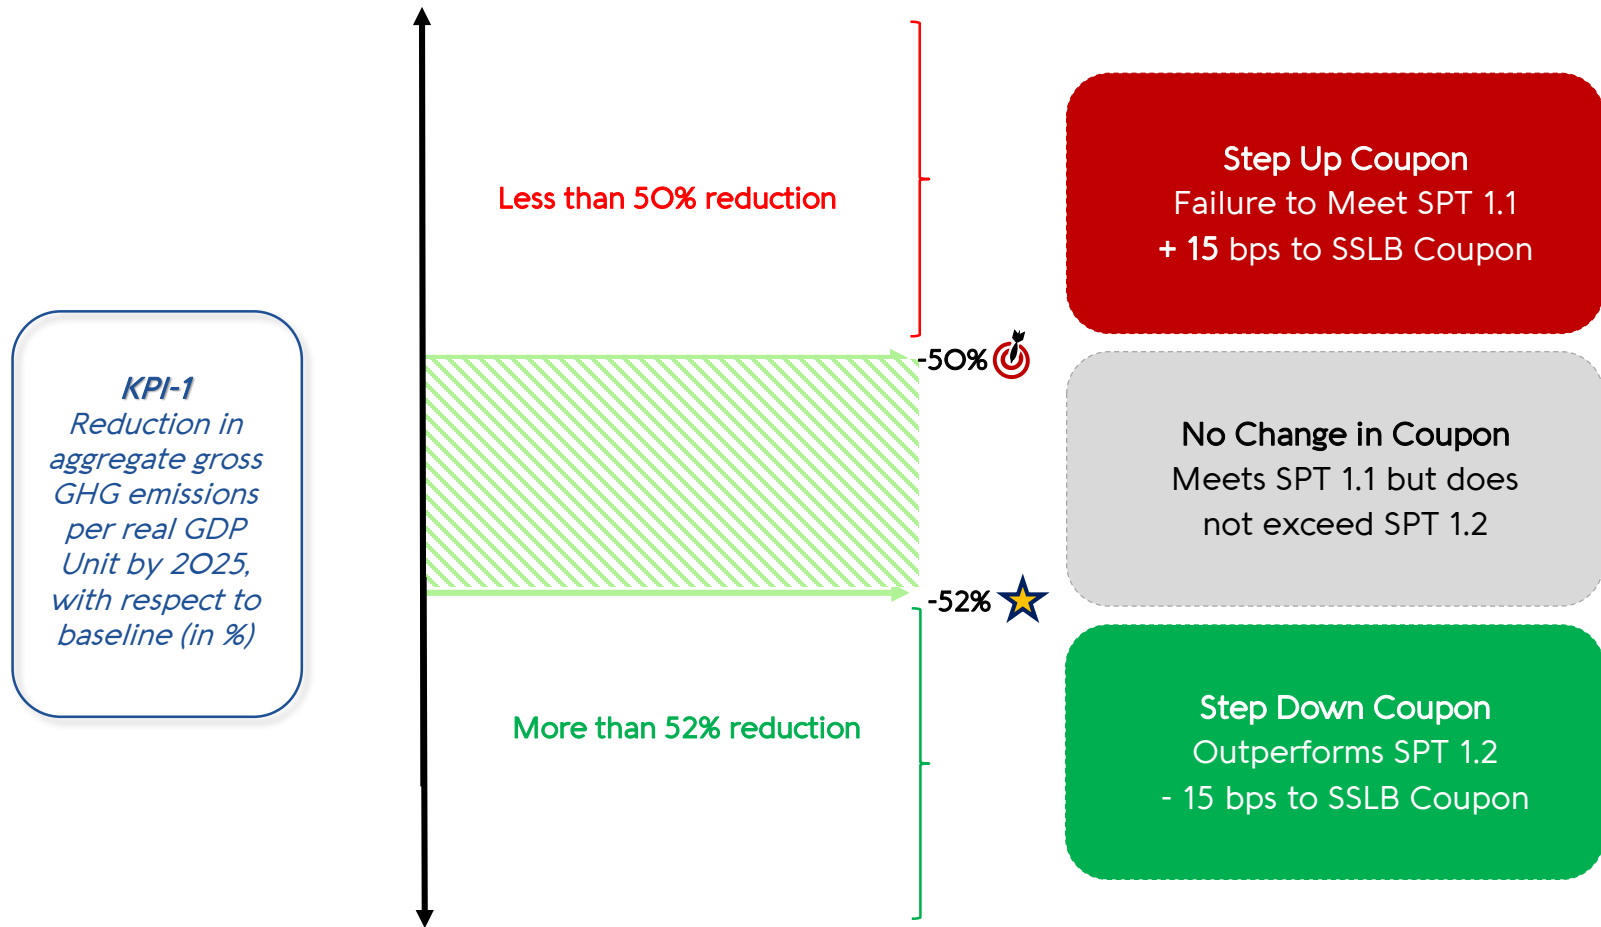 KPI-1
Reduction in
aggregate gross
GHG emissions
per real GDP
Unit by 2025,
with respect to
baseline (in %)
Less than 50% reduction
-50%
-52%
More than 52% reduction
Step Up Coupon
Failure to Meet SPT 1.1
+ 15 bps to SSLB Coupon
No Change in Coupon
Meets SPT 1.1 but does
not exceed SPT 1.2
Step Down Coupon
Outperforms SPT 1.2
- 15 bps to SSLB Coupon